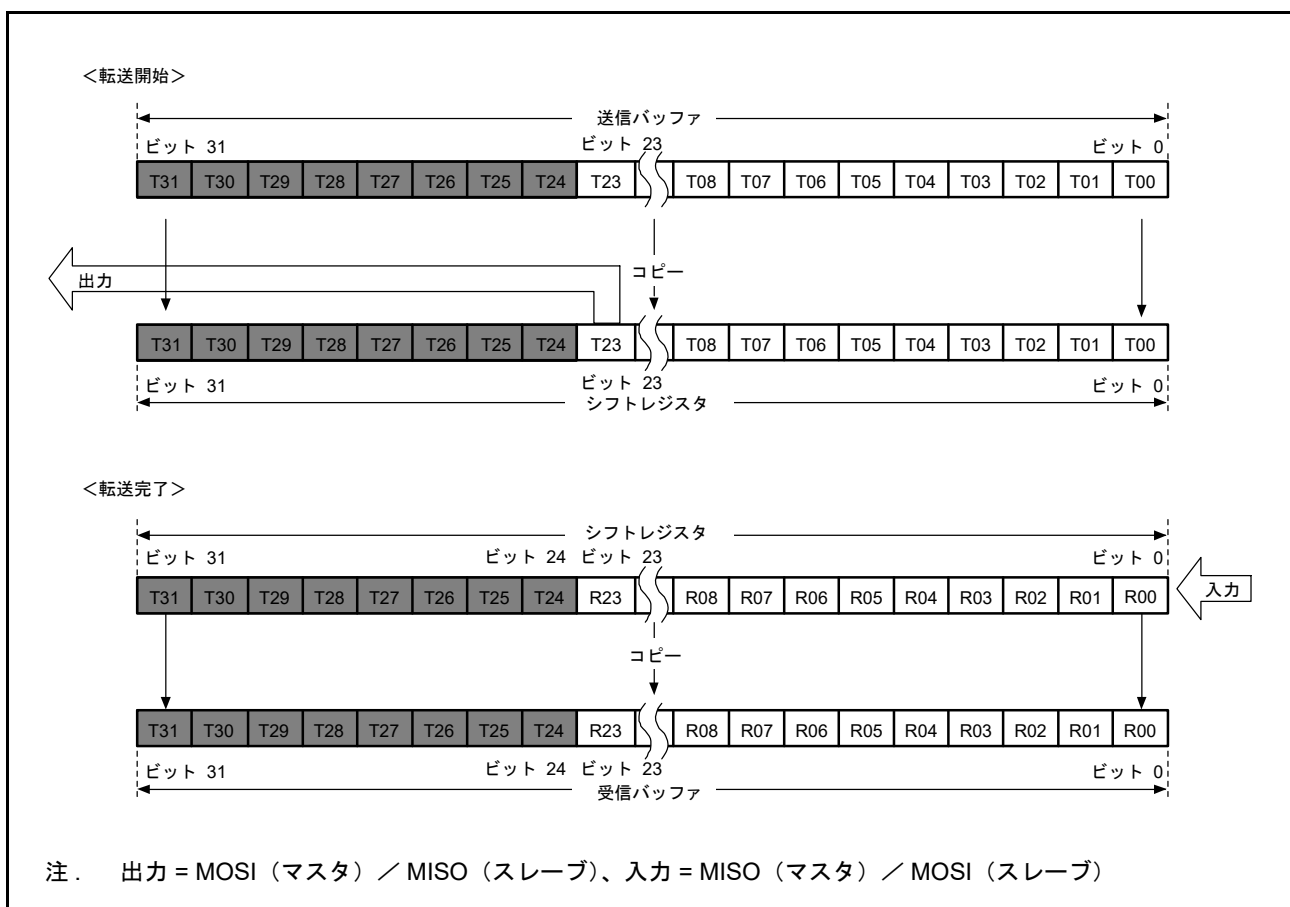 ＜転送開始＞
送信バッファ
ビット 31 ビット 23 ビット 0
T31 T30 T29 T28 T27 T26 T25 T24 T23 T08 T07 T06 T05 T04 T03 T02 T01 T00
コピー
出力
T31 T30 T29 T28 T27 T26 T25 T24 T23 T08 T07 T06 T05 T04 T03 T02 T01 T00
ビット 31 ビット 23 ビット 0
シフトレジスタ
＜転送完了＞
シフトレジスタ
ビット 31 ビット 24 ビット 23 ビット 0
T31 T30 T29 T28 T27 T26 T25 T24 R23 R08 R07 R06 R05 R04 R03 R02 R01 R00
入力
コピー
T31 T30 T29 T28 T27 T26 T25 T24 R23 R08 R07 R06 R05 R04 R03 R02 R01 R00
ビット 31 ビット 24 ビット 23 ビット 0
受信バッファ
注． 出力 = MOSI（マスタ）／ MISO（スレーブ）、入力 = MISO（マスタ）／ MOSI（スレーブ）